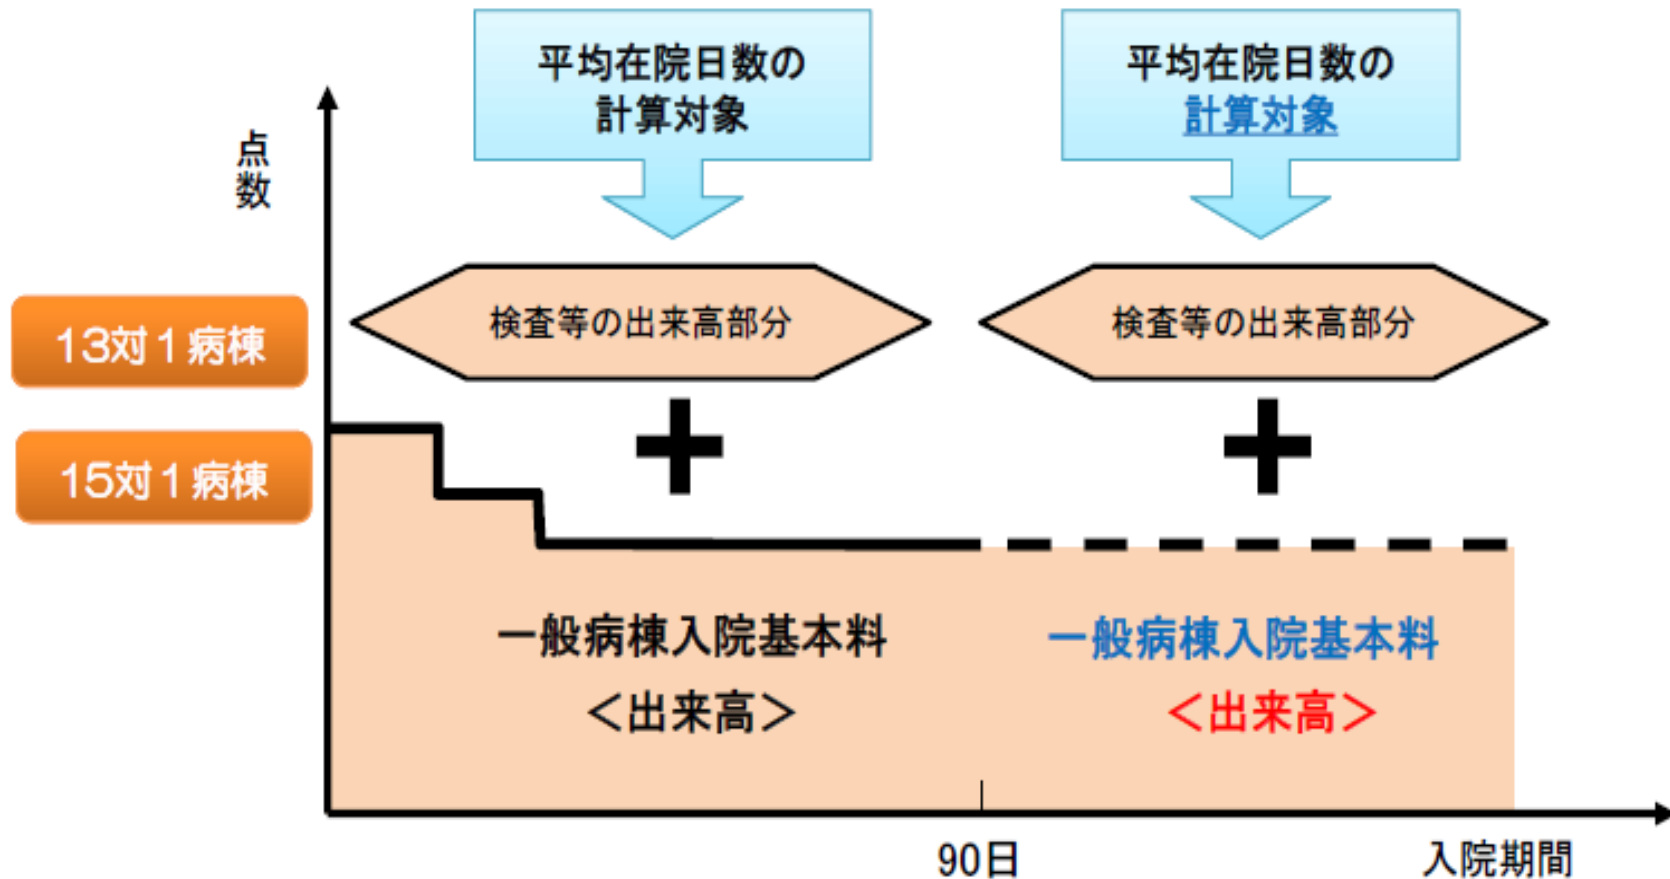 平均在院日数の
計算対象
平均在院日数の
計算対象
点数
検査等の出来高部分
検査等の出来高部分
13対1病棟
15対1病棟
一般病棟入院基本料
＜出来高＞
一般病棟入院基本料
＜出来高＞
90日
入院期間